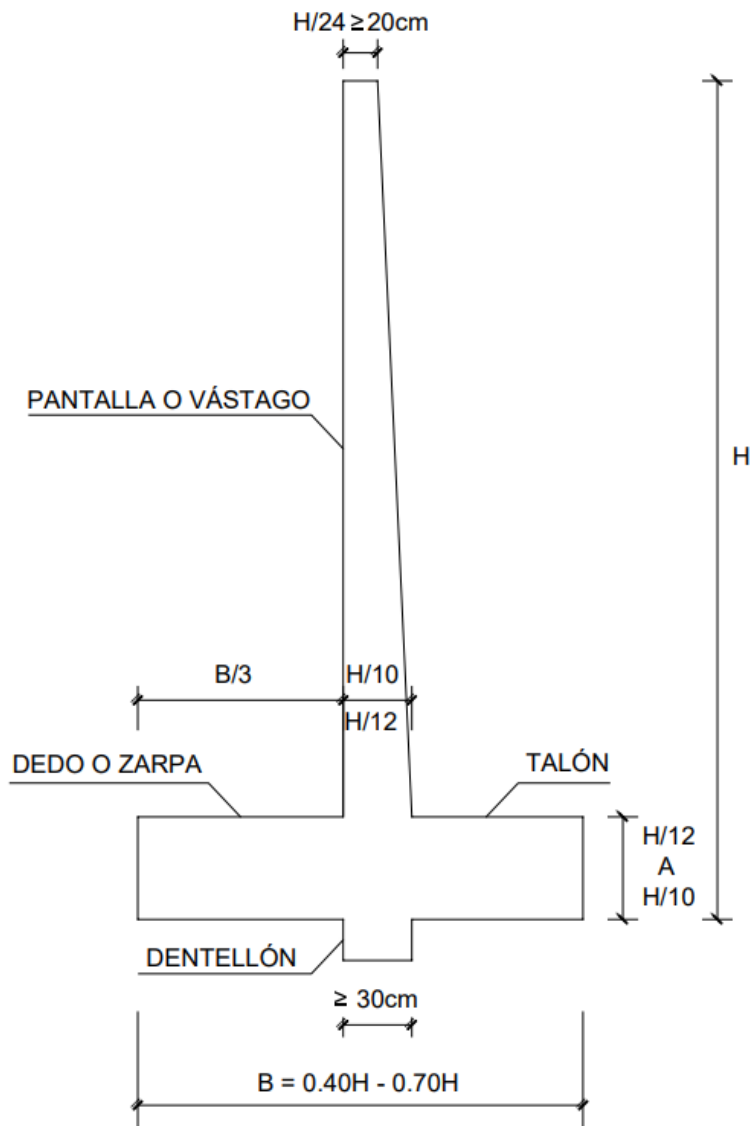 H/24 ≥20cm
PANTALLA O VÁSTAGO
H
B/3
H/10
H/12
DEDO O ZARPA
TALÓN
H/12
A
H/10
DENTELLÓN
≥ 30cm
B = 0.40H - 0.70H